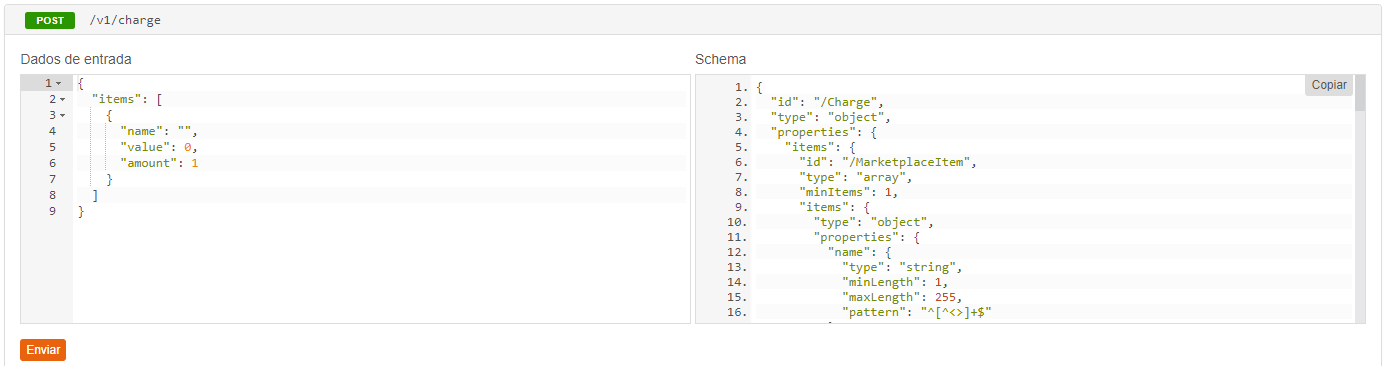 POST /v1/charge
Dados de entrada
1 {
2 "items": [
3 {
4 "name": "",
5 "value": 0,
6 "amount": 1
7 }
8 ]
9 }
Schema
Copiar
1. {
2. "id": "/Charge",
3. "type": "object",
4. "properties": {
5. "items": {
6. "id": "/MarketplaceItem",
7. "type": "array",
8. "minItems": 1,
9. "items": {
10. "type": "object",
11. "properties": {
12. "name": {
13. "type": "string",
14. "minLength": 1,
15. "maxLength": 255,
16. "pattern": "^[^<>]+$"
Enviar